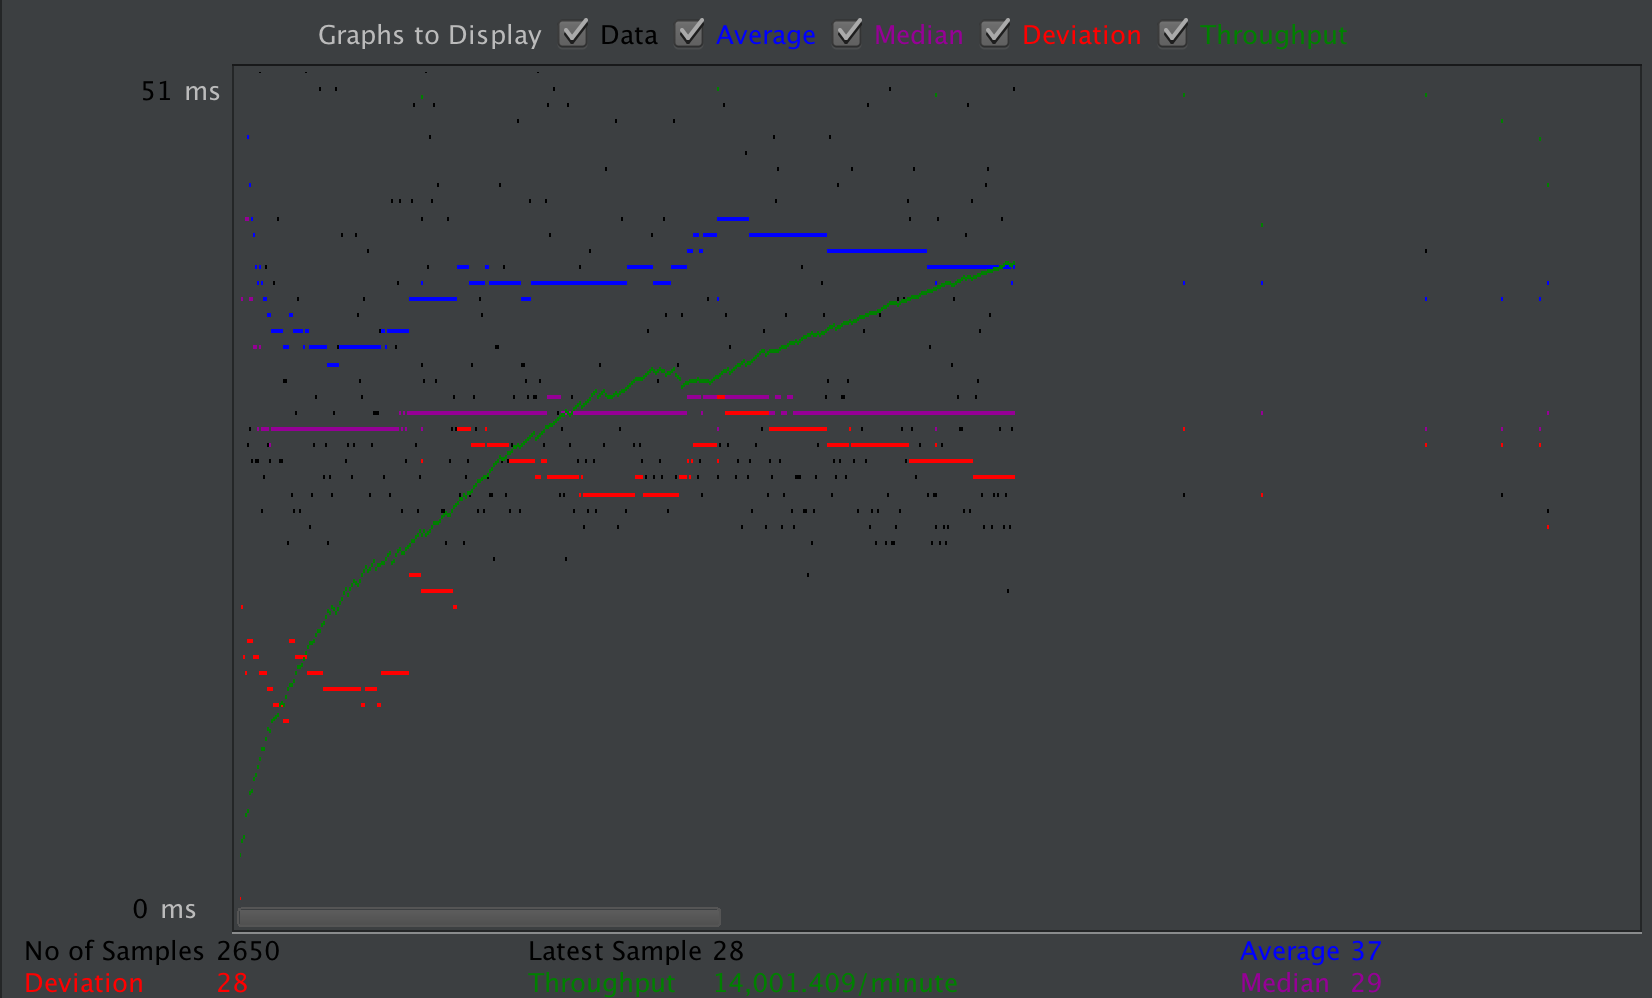 Graphs to Display Data Average Median Deviation Throughput
51 ms
0 ms
No of Samples 2650 Latest Sample 28 Average 37
Deviation 28 Throughput 14,001.409/minute Median 29